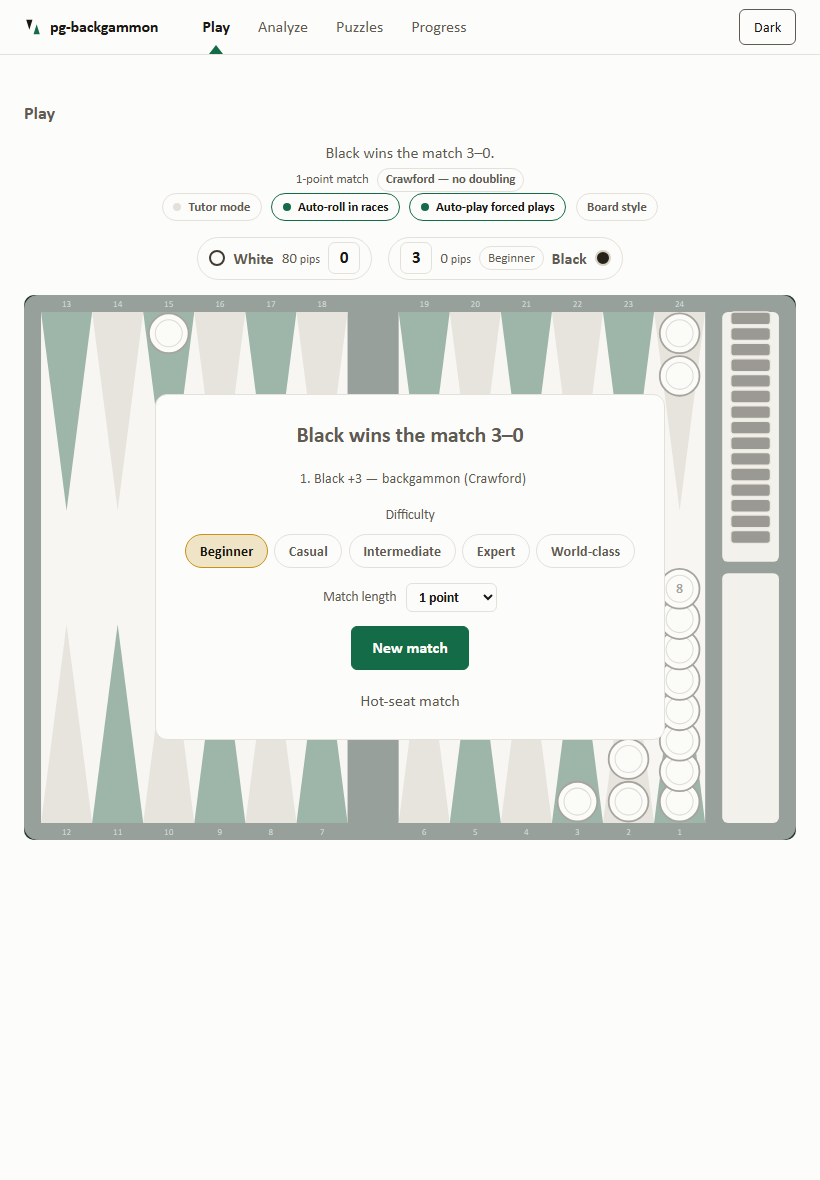 pg-backgammon Play Analyze Puzzles Progress Dark
Play
Black wins the match 3–0.
1-point match Crawford — no doubling
Tutor mode Auto-roll in races Auto-play forced plays Board style
White 80 pips 0 3 0 pips Beginner Black
13 14 15 16 17 18 19 20 21 22 23 24
Black wins the match 3–0
1. Black +3 — backgammon (Crawford)
Difficulty
Beginner Casual Intermediate Expert World-class
8
Match length 1 point
New match
Hot-seat match
12 11 10 9 8 7 6 5 4 3 2 1